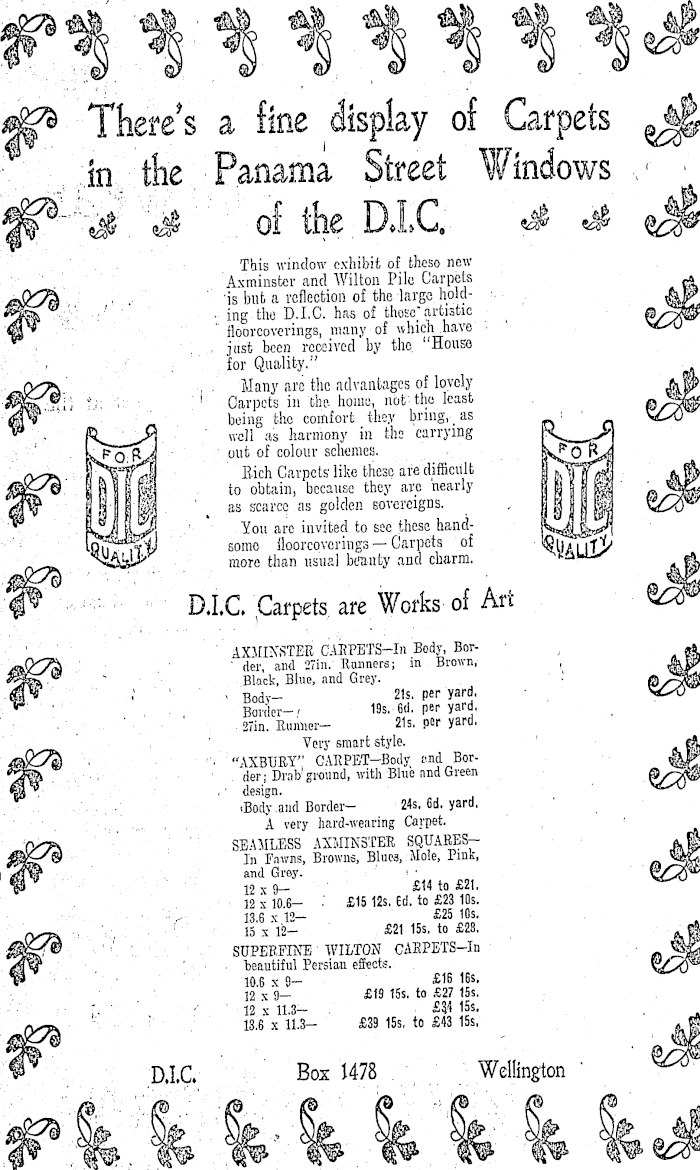 There's a fine display of Carpets
in the Panama Street Windows
of the D.I.C.
This window exhibit of these new
Axminster and Wilton Pile Carpets
is but a reflection of the large hold-
ing the D.I.C. has of those artistic
floorcoverings, many of which have
just been received by the "House
for Quality."
Many are the advantages of lovely
Carpets in the home, not the least
being the comfort they bring, as
well as harmony in the carrying
out of colour schemes.
Rich Carpets like these are difficult
to obtain, because they are nearly
as scarce as golden sovereigns.
You are invited to see these hand-
some floorcoverings — Carpets of
more than usual beauty and charm.
FOR
DIC
QUALITY
FOR
DIC
QUALITY
D.I.C. Carpets are Works of Art
AXMINSTER CARPETS—In Body, Bor-
der, and 27in. Runners; in Brown,
Black, Blue, and Grey.
Body— 21s. per yard.
Border— 19s. 6d. per yard.
27in. Runner— 21s. per yard.
Very smart style.
"AXBURY" CARPET—Body and Bor-
der; Drab ground, with Blue and Green
design.
Body and Border— 24s. 6d. yard.
A very hard-wearing Carpet.
SEAMLESS AXMINSTER SQUARES—
In Fawns, Browns, Blues, Mole, Pink,
and Grey.
12 x 9— £14 to £21.
12 x 10.6— £15 12s. 6d. to £23 10s.
13.6 x 12— £25 10s.
15 x 12— £21 15s. to £28.
SUPERFINE WILTON CARPETS—In
beautiful Persian effects.
10.6 x 9— £16 16s.
12 x 9— £19 15s. to £27 15s.
12 x 11.3— £34 15s.
13.6 x 11.3— £39 15s. to £43 15s.
D.I.C. Box 1478 Wellington